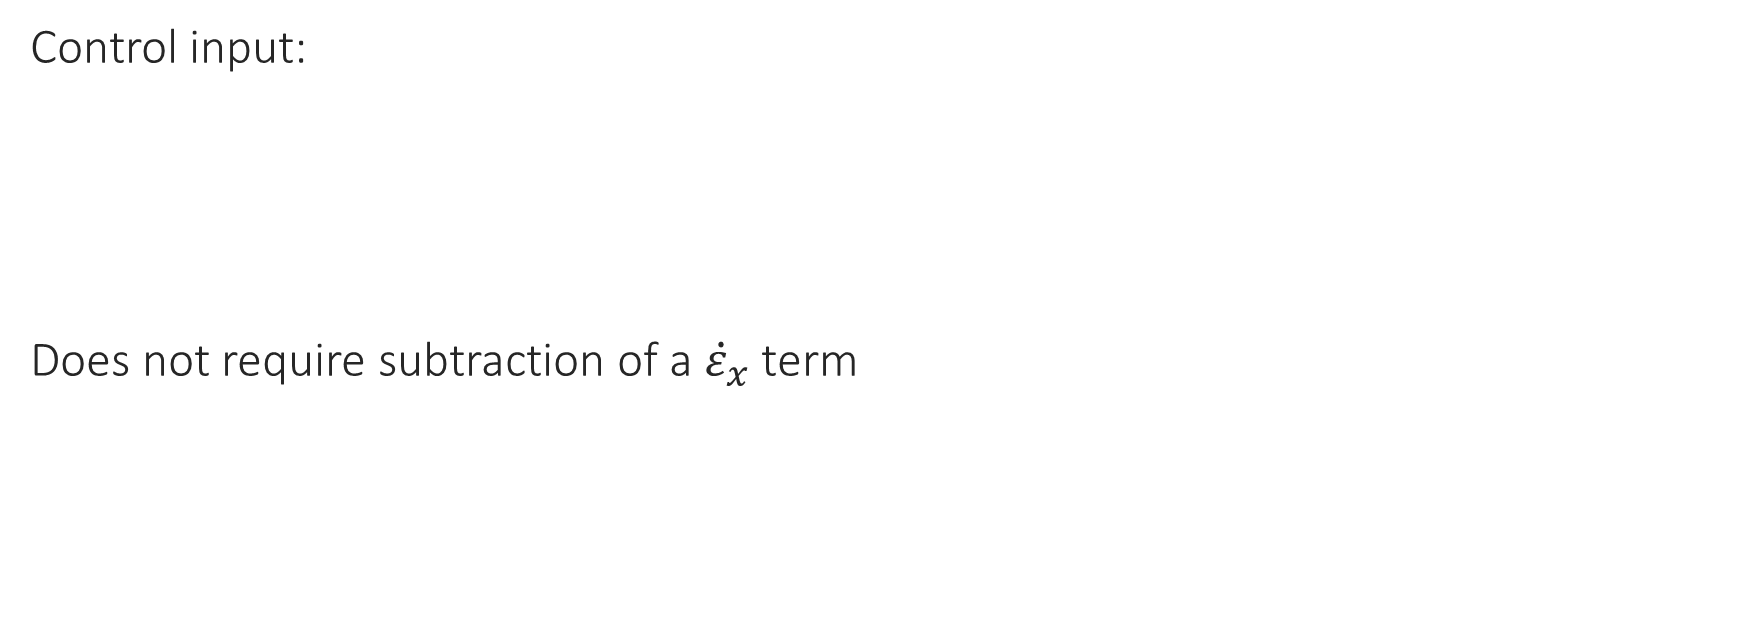 Control input:
Does not require subtraction of a ε̇ₓ term